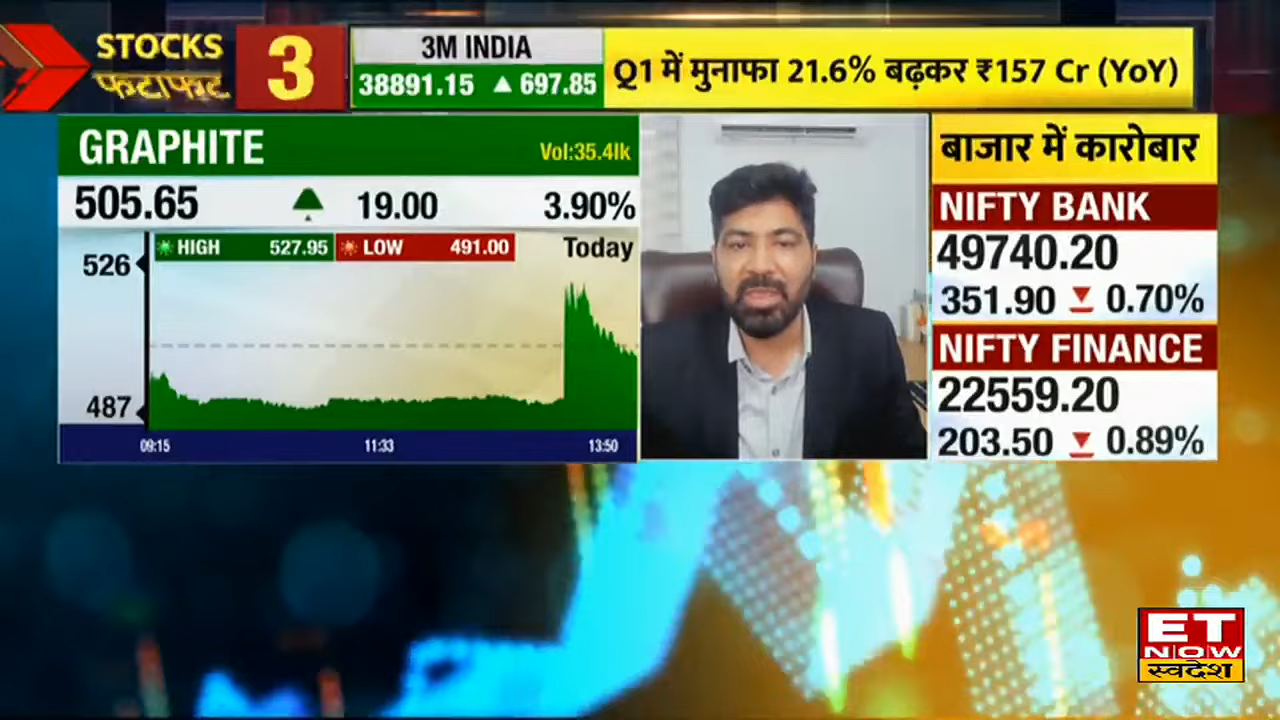 STOCKS
फटाफट
3
3M INDIA
38891.15 ▲ 697.85
Q1 में मुनाफा 21.6% बढ़कर ₹157 Cr (YoY)
GRAPHITE
Vol:35.4lk
505.65 19.00 3.90%
HIGH 527.95 LOW 491.00 Today
526
487
09:15 11:33 13:50
बाजार में कारोबार
NIFTY BANK
49740.20
351.90 0.70%
NIFTY FINANCE
22559.20
203.50 0.89%
ET
NOW
स्वदेश